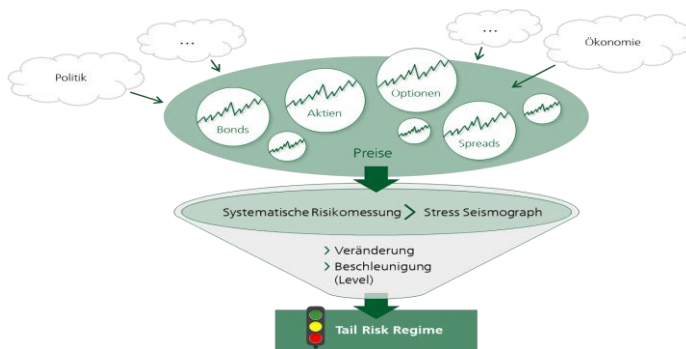 ...
...
Ökonomie
Politik
Optionen
Aktien
Bonds
Spreads
Preise
Systematische Risikomessung > Stress Seismograph
> Veränderung
> Beschleunigung
(Level)
Tail Risk Regime